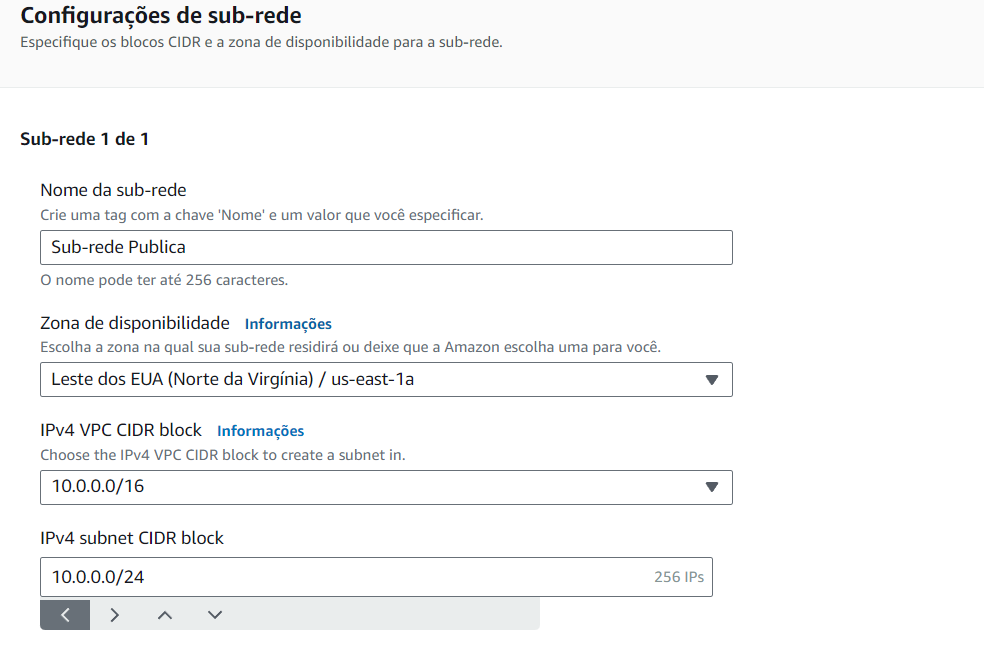 Configurações de sub-rede
Especifique os blocos CIDR e a zona de disponibilidade para a sub-rede.
Sub-rede 1 de 1
Nome da sub-rede
Crie uma tag com a chave 'Nome' e um valor que você especificar.
Sub-rede Publica
O nome pode ter até 256 caracteres.
Zona de disponibilidade Informações
Escolha a zona na qual sua sub-rede residirá ou deixe que a Amazon escolha uma para você.
Leste dos EUA (Norte da Virgínia) / us-east-1a
IPv4 VPC CIDR block Informações
Choose the IPv4 VPC CIDR block to create a subnet in.
10.0.0.0/16
IPv4 subnet CIDR block
10.0.0.0/24 256 IPs